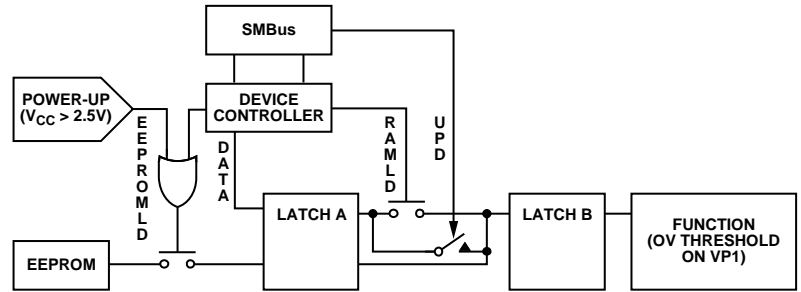 SMBus
POWER-UP
(VCC > 2.5V)
DEVICE
CONTROLLER
EEPROMLD
DATA
RAMLD
UPD
LATCH A
LATCH B
FUNCTION
(OV THRESHOLD
ON VP1)
EEPROM